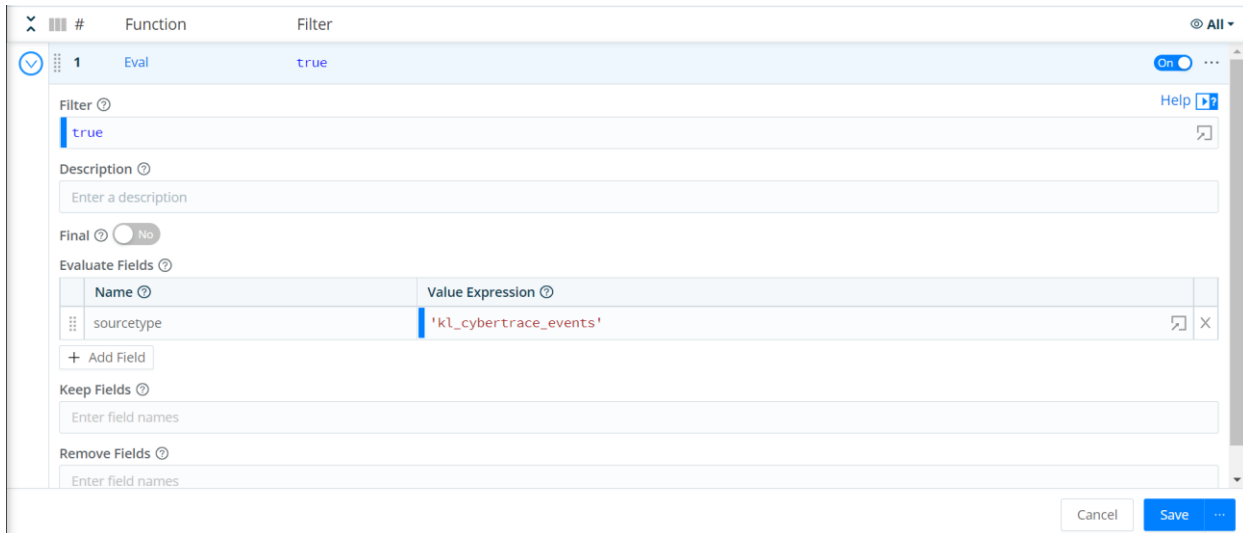 # Function Filter All
1 Eval true On ...
Filter
Help
true
Description
Enter a description
Final No
Evaluate Fields
Name Value Expression
sourcetype 'kl_cybertrace_events'
+ Add Field
Keep Fields
Enter field names
Remove Fields
Enter field names
Cancel Save ...